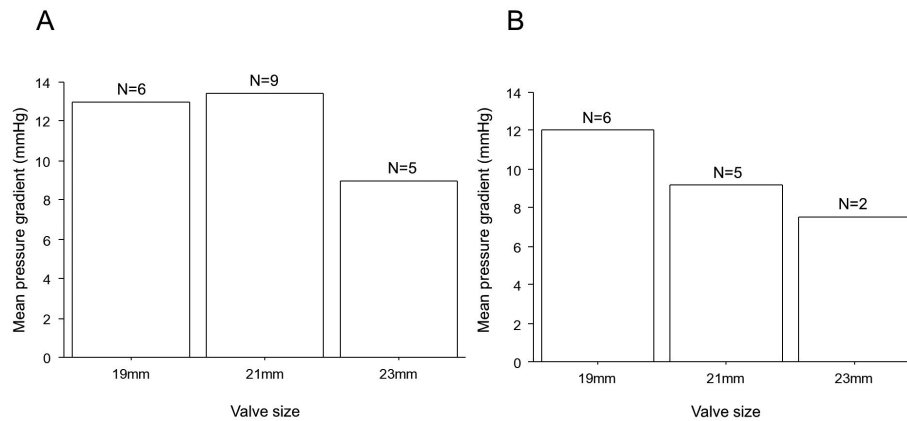 A
Mean pressure gradient (mmHg)
14
12
10
8
6
4
2
0
N=6
N=9
N=5
19mm
21mm
23mm
Valve size
B
Mean pressure gradient (mmHg)
14
12
10
8
6
4
2
0
N=6
N=5
N=2
19mm
21mm
23mm
Valve size